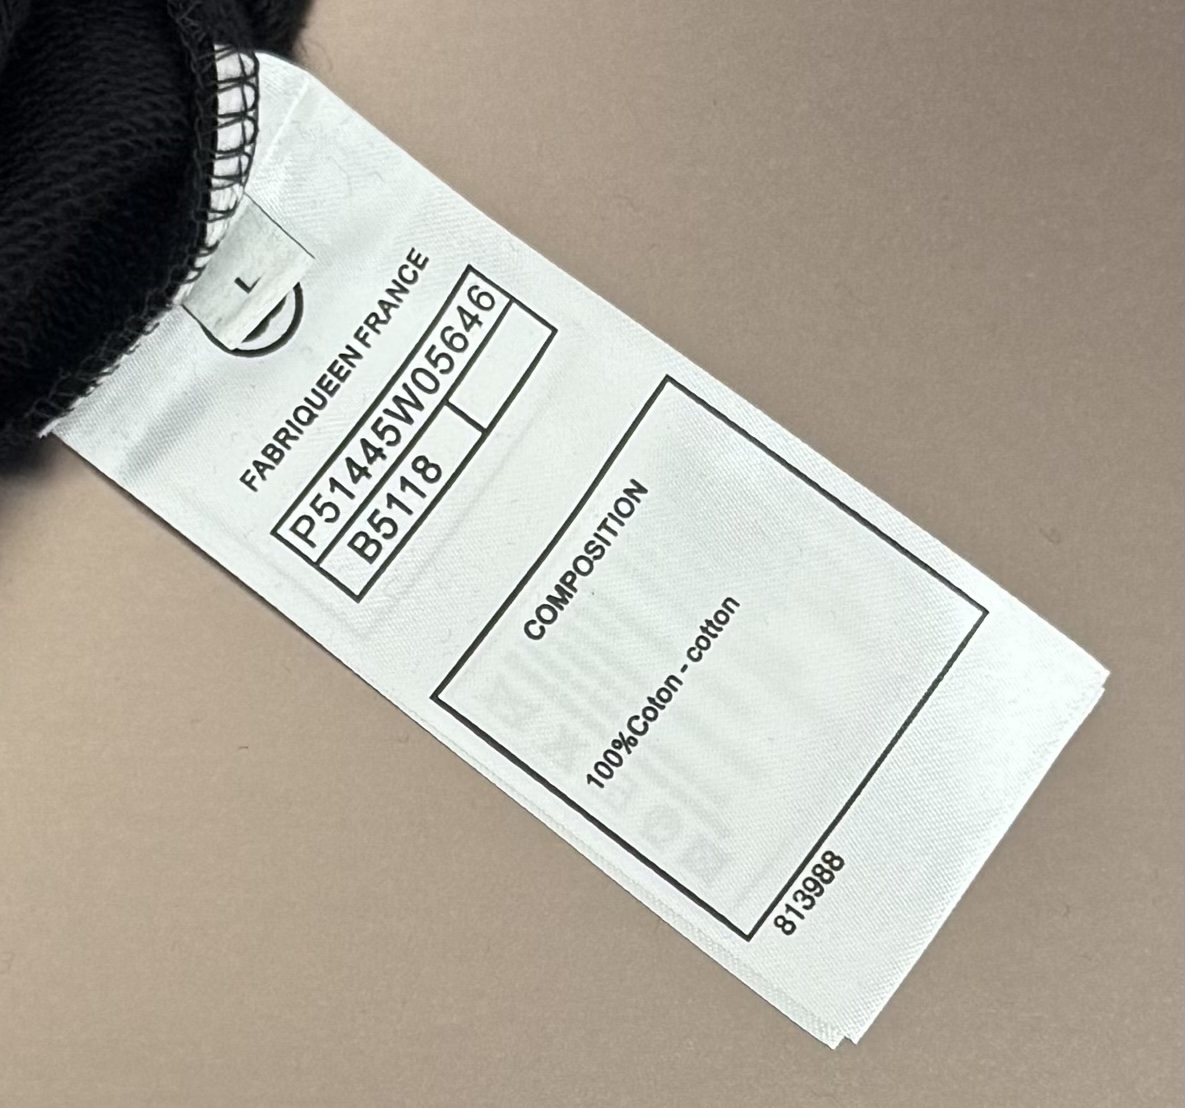 L
FABRIQUEEN FRANCE
P51445W05646
B5118
COMPOSITION
100%Coton - cotton
813988